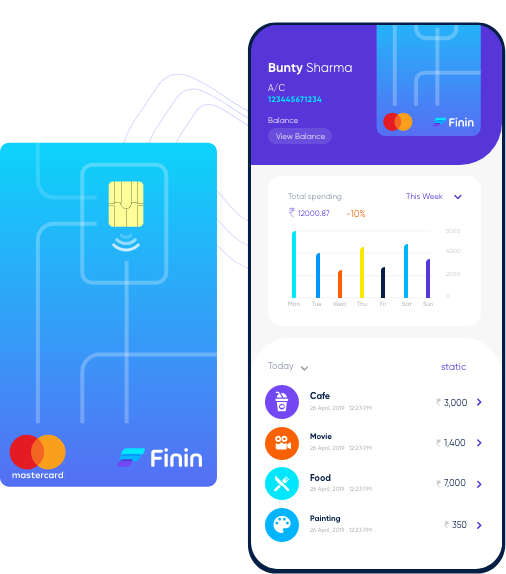 mastercard
Finin
Bunty Sharma
A/C
123445671234
Balance
View Balance
Finin
Total spending
This Week
₹ 12000.87 -10%
5000
4000
2000
0
Mon Tue Wed Thu Fri Sat Sun
Today
static
Cafe
26 April, 2019 12:23 PM
₹ 3,000
Movie
26 April, 2019 12:23 PM
₹ 1,400
Food
26 April, 2019 12:23 PM
₹ 7,000
Painting
26 April, 2019 12:23 PM
₹ 350